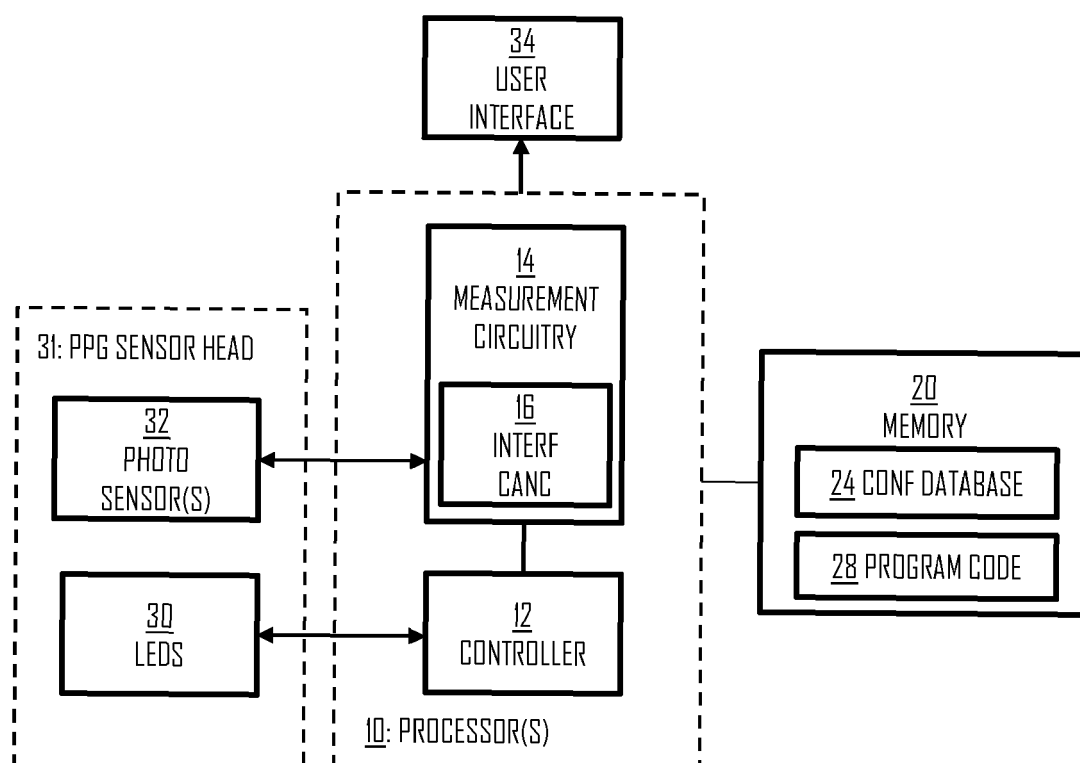 34
USER
INTERFACE
14
MEASUREMENT
CIRCUITRY
16
INTERF
CANC
31: PPG SENSOR HEAD
32
PHOTO
SENSOR(S)
30
LEDS
12
CONTROLLER
10: PROCESSOR(S)
20
MEMORY
24 CONF DATABASE
28 PROGRAM CODE